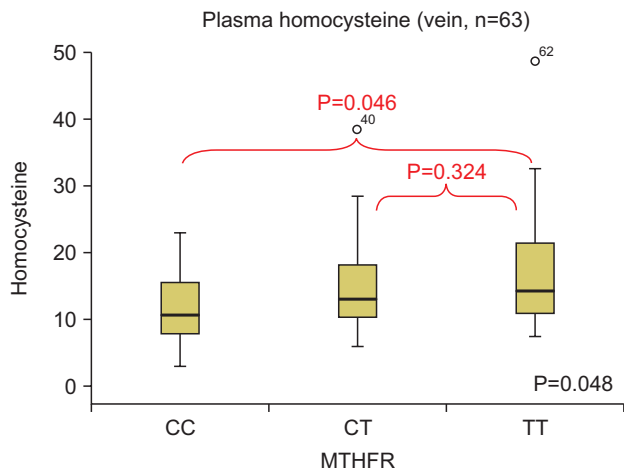 Plasma homocysteine (vein, n=63)
50
40
30
20
10
0
Homocysteine
62
P=0.046
40
P=0.324
P=0.048
CC
CT
TT
MTHFR